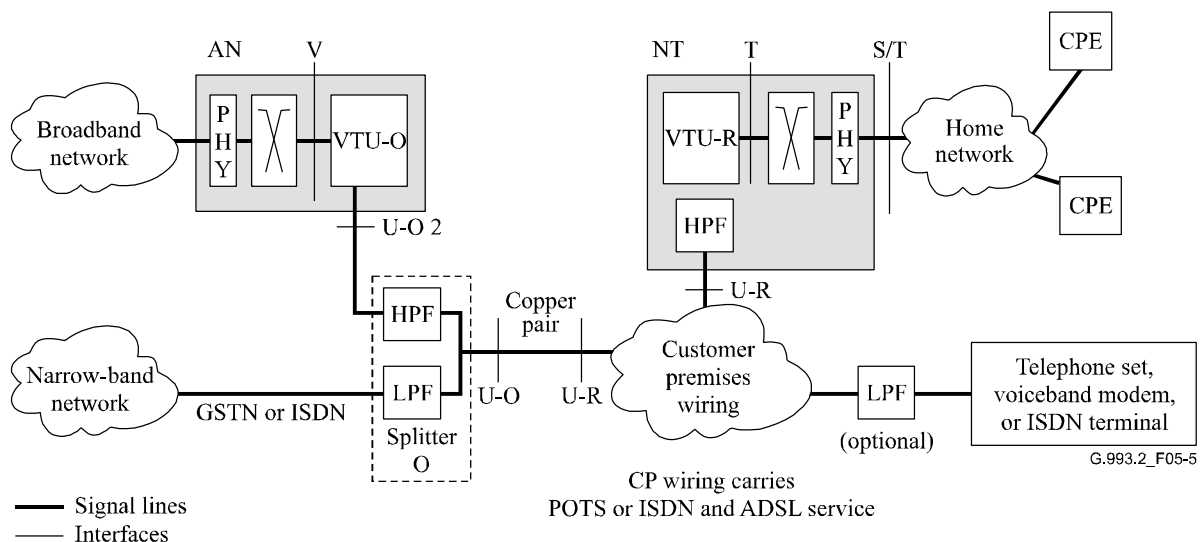 AN
V
NT
T
S/T
CPE
Broadband
network
P
H
Y
VTU-O
VTU-R
P
H
Y
Home
network
CPE
U-O 2
HPF
U-R
HPF
Copper
pair
Narrow-band
network
GSTN or ISDN
LPF
Splitter
O
U-O
U-R
Customer
premises
wiring
LPF
(optional)
Telephone set,
voiceband modem,
or ISDN terminal
G.993.2_F05-5
CP wiring carries
POTS or ISDN and ADSL service
Signal lines
Interfaces